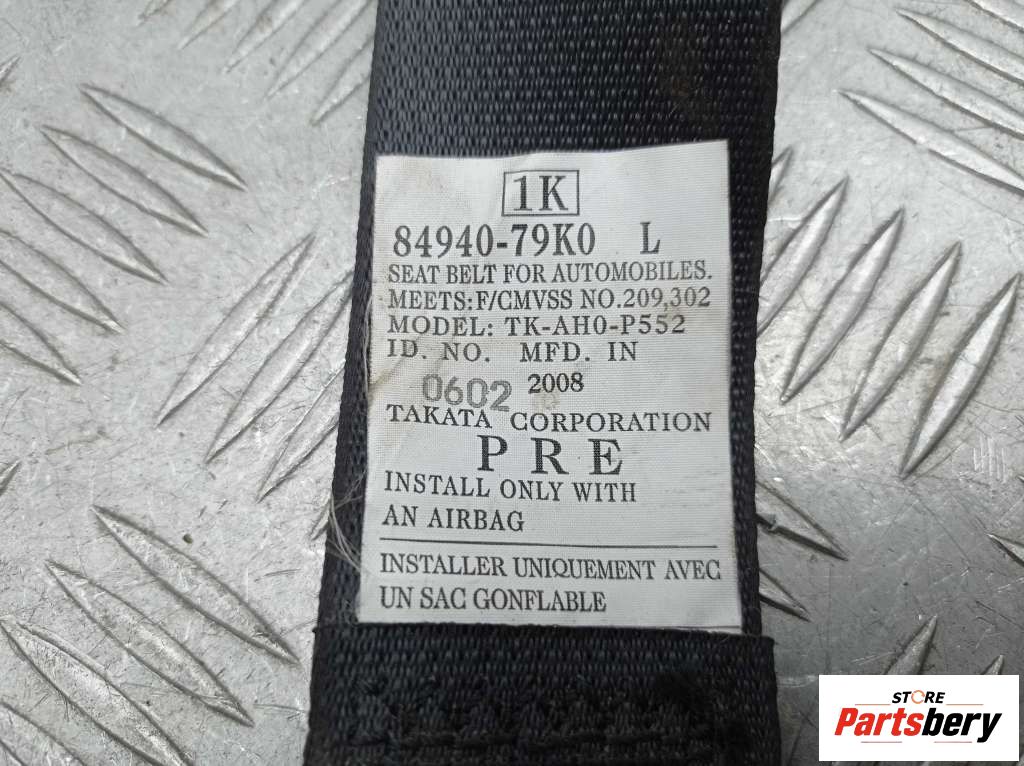 1K
84940-79K0 L
SEAT BELT FOR AUTOMOBILES.
MEETS: F/CMVSS NO.209,302
MODEL: TK-AH0-P552
ID. NO. MFD. IN
0602 2008
TAKATA CORPORATION
PRE
INSTALL ONLY WITH
AN AIRBAG
INSTALLER UNIQUEMENT AVEC
UN SAC GONFLABLE
STORE
Partsbery